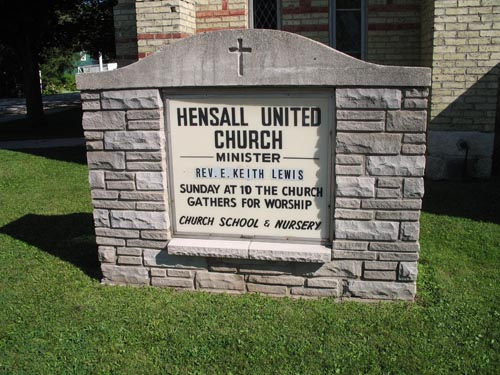 HENSALL UNITED
CHURCH
MINISTER
REV. E. KEITH LEWIS
SUNDAY AT 10 THE CHURCH
GATHERS FOR WORSHIP
CHURCH SCHOOL & NURSERY